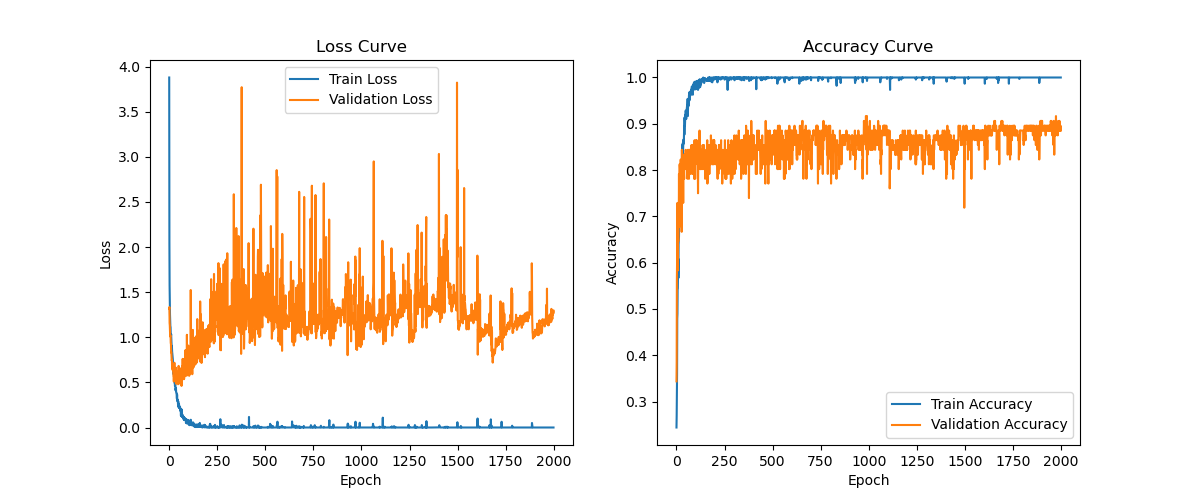 Loss Curve
Train Loss
Validation Loss
Loss
4.0
3.5
3.0
2.5
2.0
1.5
1.0
0.5
0.0
0 250 500 750 1000 1250 1500 1750 2000
Epoch
Accuracy Curve
Accuracy
1.0
0.9
0.8
0.7
0.6
0.5
0.4
0.3
Train Accuracy
Validation Accuracy
0 250 500 750 1000 1250 1500 1750 2000
Epoch